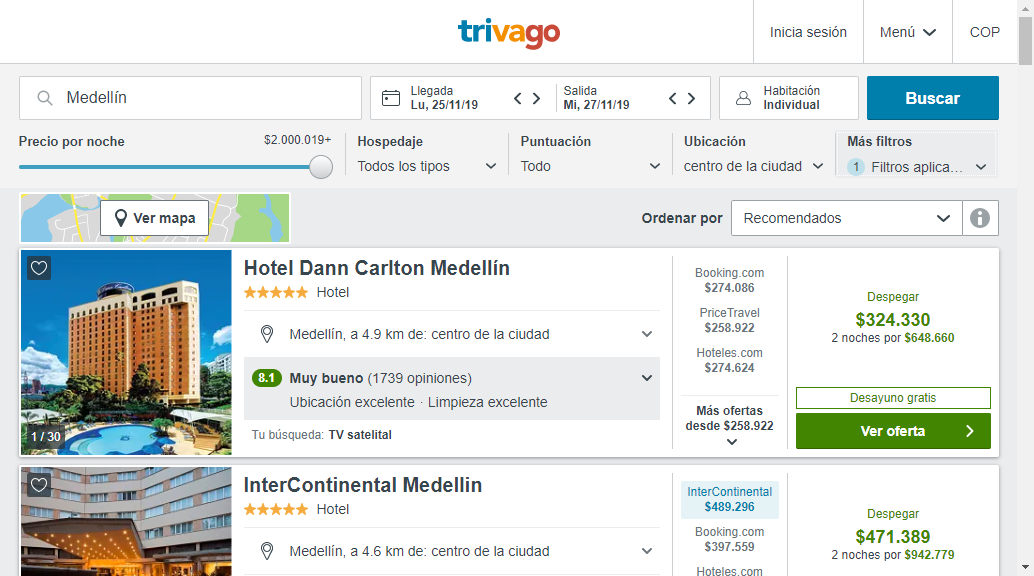 trivago
Inicia sesión
Menú
COP
Medellín
Llegada
Lu, 25/11/19
Salida
Mi, 27/11/19
Habitación
Individual
Buscar
Precio por noche
$2.000.019+
Hospedaje
Todos los tipos
Puntuación
Todo
Ubicación
centro de la ciudad
Más filtros
1 Filtros aplica...
Ver mapa
Ordenar por
Recomendados
Hotel Dann Carlton Medellín
Hotel
Medellín, a 4.9 km de: centro de la ciudad
8.1 Muy bueno (1739 opiniones)
Ubicación excelente · Limpieza excelente
Tu búsqueda: TV satelital
1 / 30
Booking.com
$274.086
PriceTravel
$258.922
Hoteles.com
$274.624
Más ofertas
desde $258.922
Despegar
$324.330
2 noches por $648.660
Desayuno gratis
Ver oferta
InterContinental Medellin
Hotel
Medellín, a 4.6 km de: centro de la ciudad
InterContinental
$489.296
Booking.com
$397.559
Hoteles.com
Despegar
$471.389
2 noches por $942.779